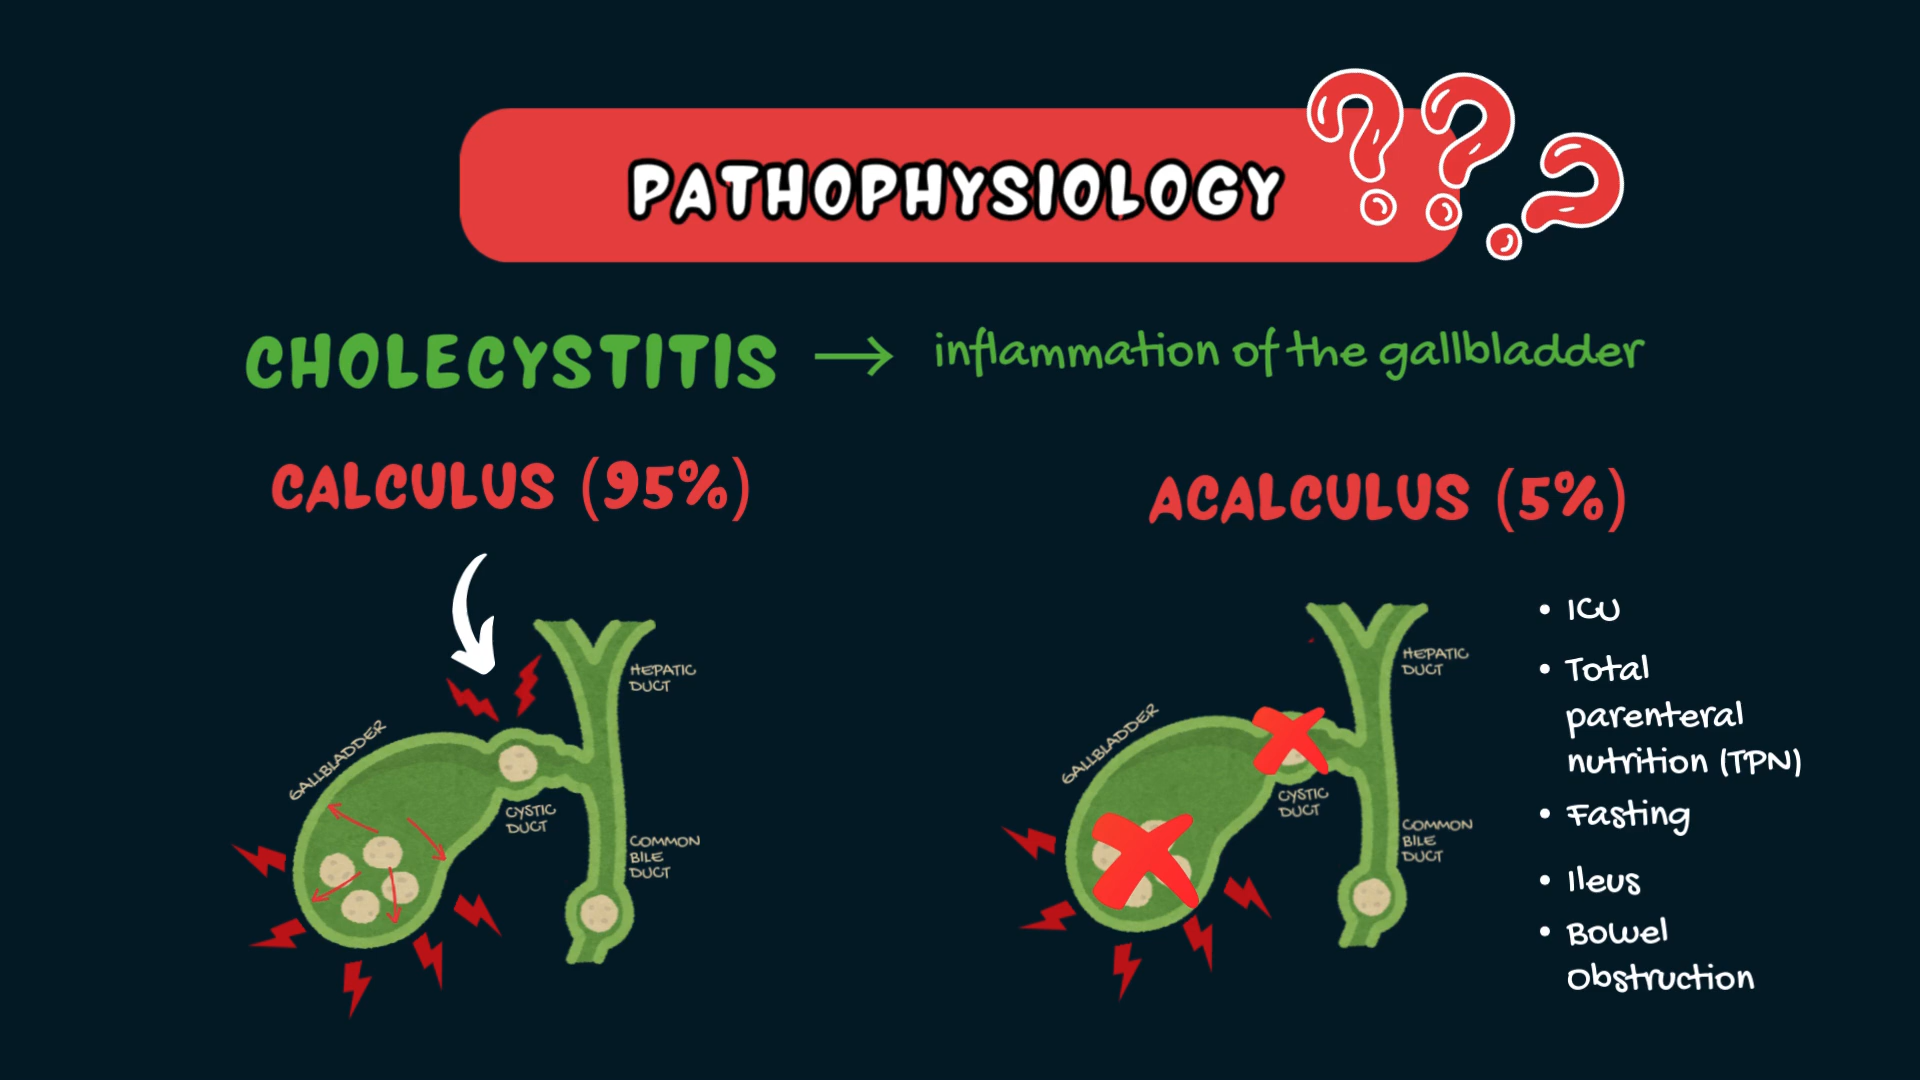 PATHOPHYSIOLOGY
CHOLECYSTITIS → inflammation of the gallbladder
CALCULUS (95%)
ACALCULUS (5%)
HEPATIC
DUCT
GALLBLADDER
CYSTIC
DUCT
COMMON
BILE
DUCT
HEPATIC
DUCT
GALLBLADDER
CYSTIC
DUCT
COMMON
BILE
DUCT
• ICU
• Total
parenteral
nutrition (TPN)
• Fasting
• Ileus
• Bowel
Obstruction